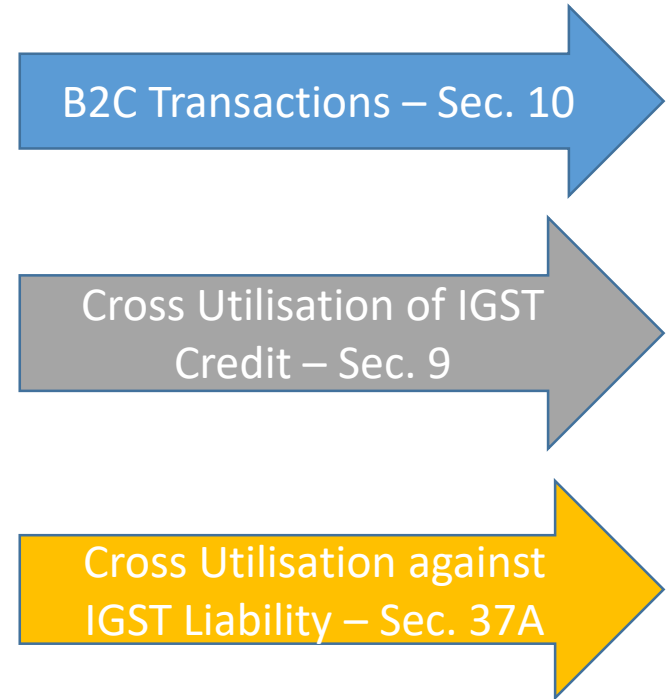 B2C Transactions – Sec. 10
Cross Utilisation of IGST
Credit – Sec. 9
Cross Utilisation against
IGST Liability – Sec. 37A